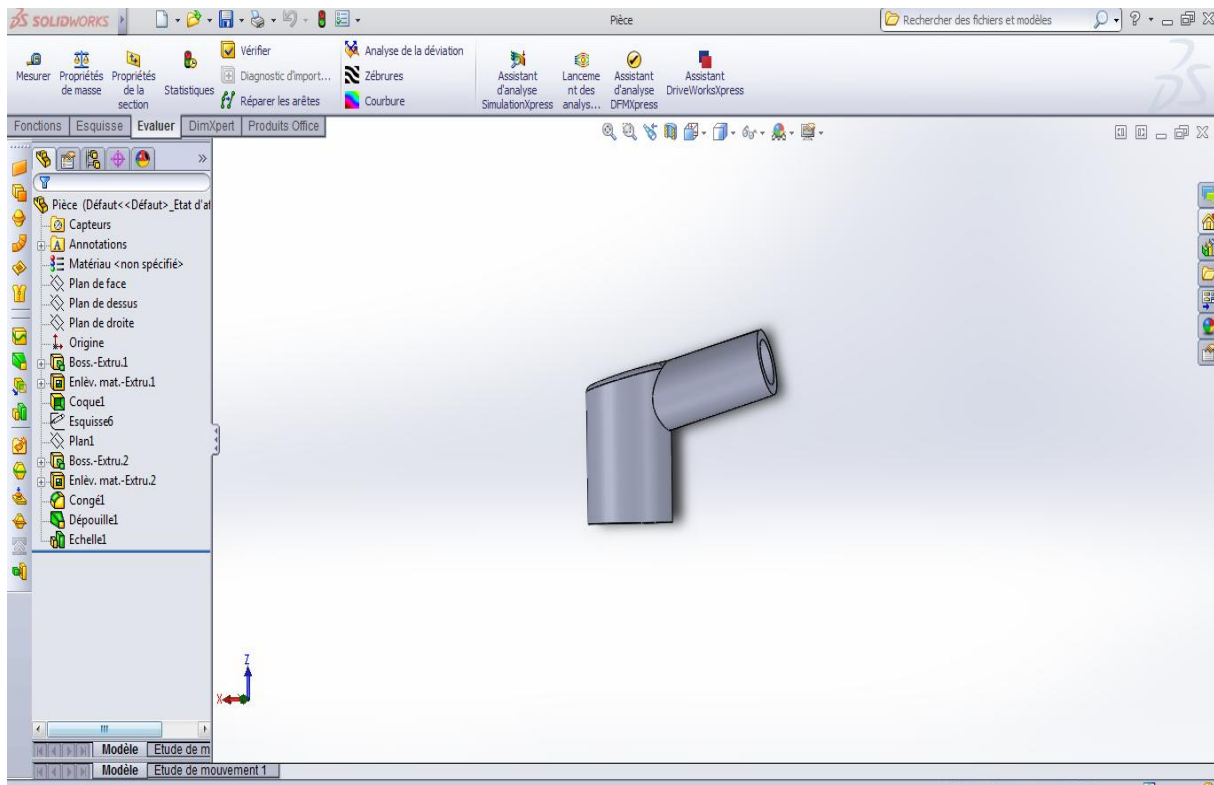 SOLIDWORKS
Pièce
Rechercher des fichiers et modèles
Mesurer
Propriétés de masse
Propriétés de la section
Statistiques
Vérifier
Diagnostic d'import...
Réparer les arêtes
Analyse de la déviation
Zébrures
Courbure
Assistant d'analyse SimulationXpress
Lanceme nt des analys...
Assistant d'analyse DFMXpress
Assistant DriveWorksXpress
Fonctions Esquisse Evaluer DimXpert Produits Office
Pièce (Défaut<<Défaut>_Etat d'af
Capteurs
Annotations
Matériau <non spécifié>
Plan de face
Plan de dessus
Plan de droite
Origine
Boss.-Extru.1
Enlèv. mat.-Extru.1
Coque1
Esquisse6
Plan1
Boss.-Extru.2
Enlèv. mat.-Extru.2
Congé1
Dépouille1
Echelle1
Z
X
Modèle Etude de m
Modèle Etude de mouvement 1